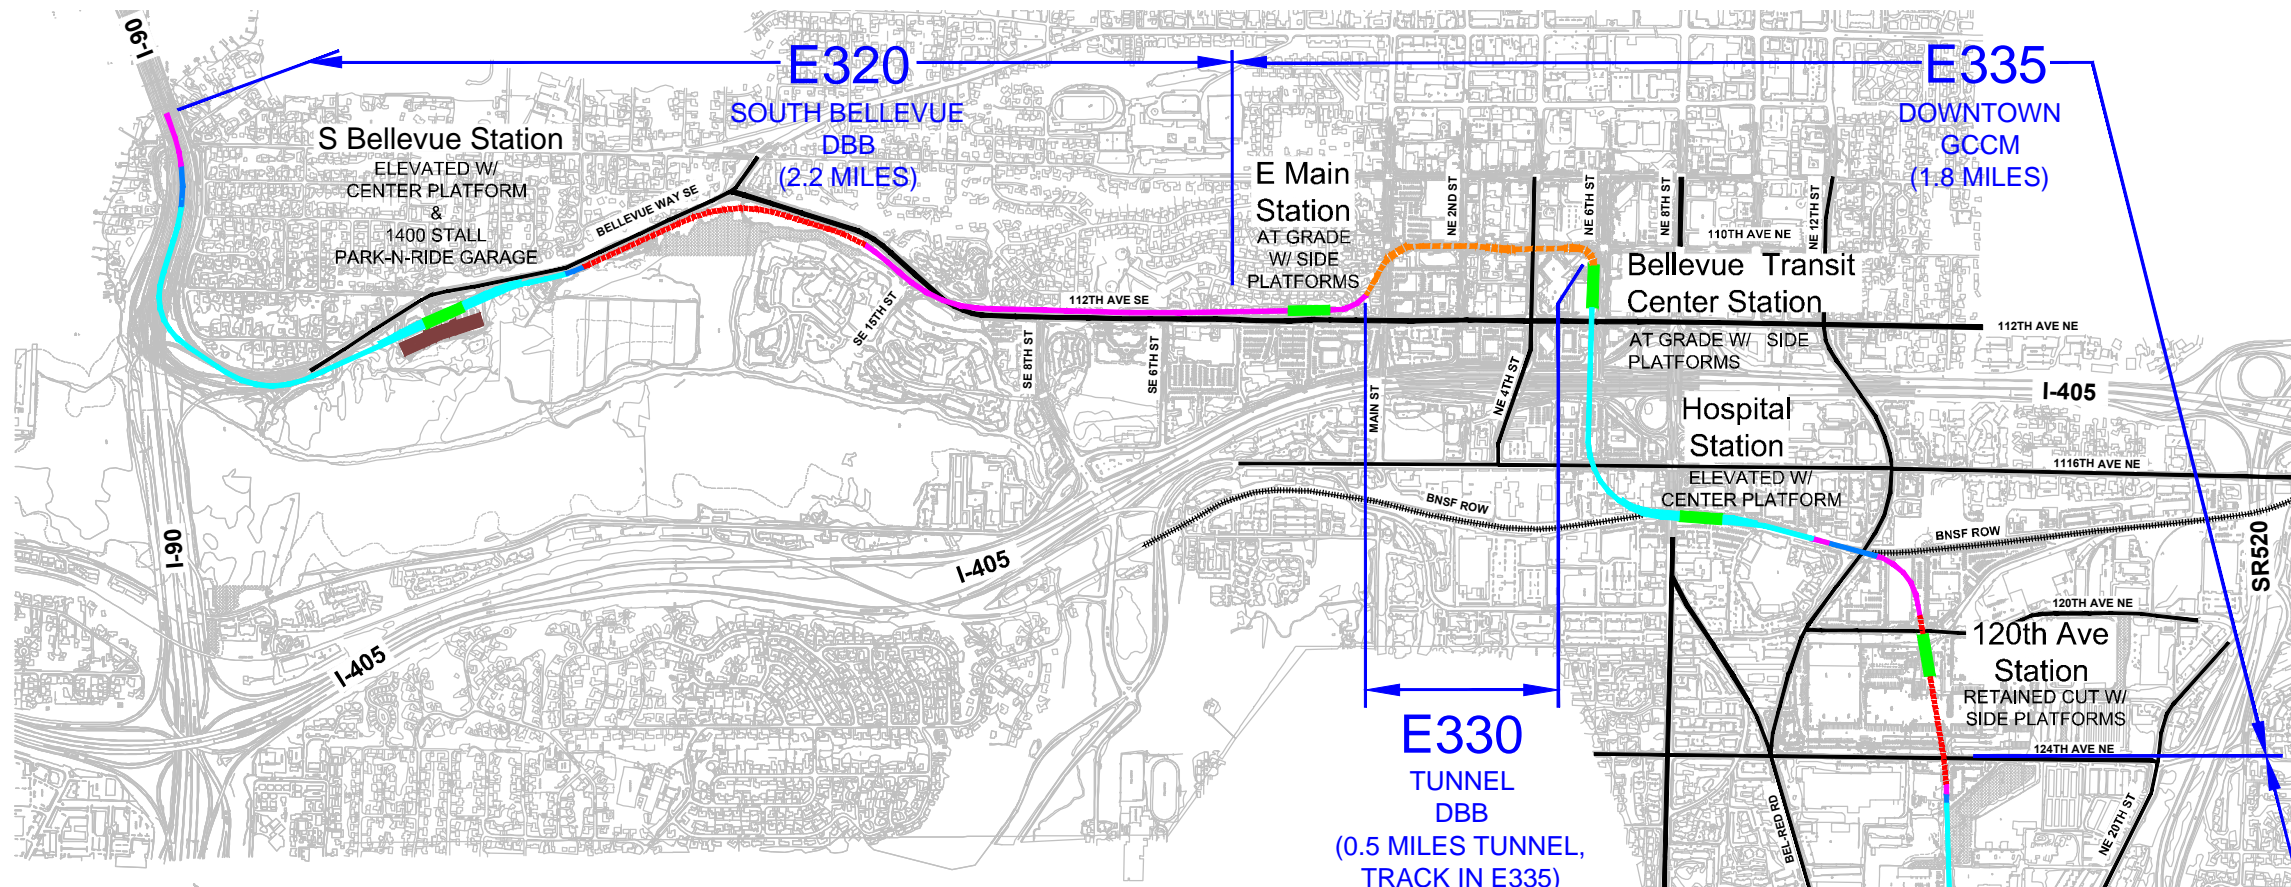 I-90
E320
SOUTH BELLEVUE
DBB
(2.2 MILES)
E335
DOWNTOWN
GCCM
(1.8 MILES)
S Bellevue Station
ELEVATED W/
CENTER PLATFORM
&
1400 STALL
PARK-N-RIDE GARAGE
BELLEVUE WAY SE
E Main
Station
AT GRADE
W/ SIDE
PLATFORMS
NE 2ND ST
NE 6TH ST
NE 8TH ST
NE 12TH ST
110TH AVE NE
Bellevue Transit
Center Station
AT GRADE W/ SIDE
PLATFORMS
112TH AVE SE
112TH AVE NE
SE 15TH ST
SE 8TH ST
SE 6TH ST
MAIN ST
NE 4TH ST
I-405
Hospital
Station
ELEVATED W/
CENTER PLATFORM
1116TH AVE NE
BNSF ROW
BNSF ROW
I-90
I-405
SR520
I-405
120TH AVE NE
120th Ave
Station
RETAINED CUT W/
SIDE PLATFORMS
124TH AVE NE
E330
TUNNEL
DBB
(0.5 MILES TUNNEL,
TRACK IN E335)
BEL-RED RD
NE 20TH ST